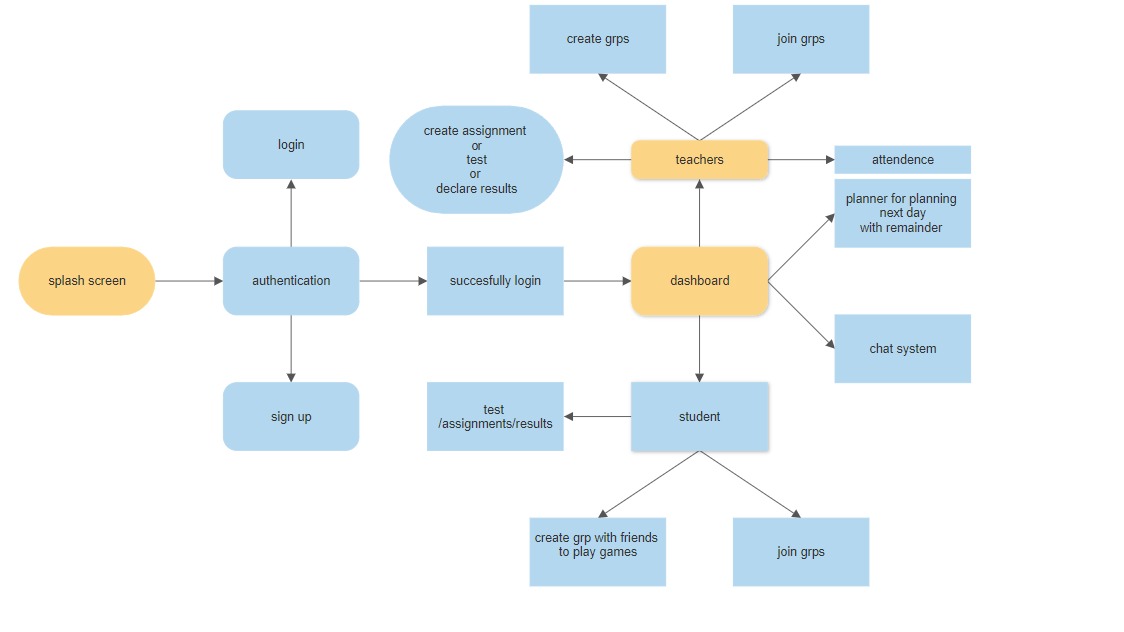 create grps
join grps
login
create assignment
or
test
or
declare results
teachers
attendence
planner for planning
next day
with remainder
splash screen
authentication
succesfully login
dashboard
chat system
sign up
test
/assignments/results
student
create grp with friends
to play games
join grps